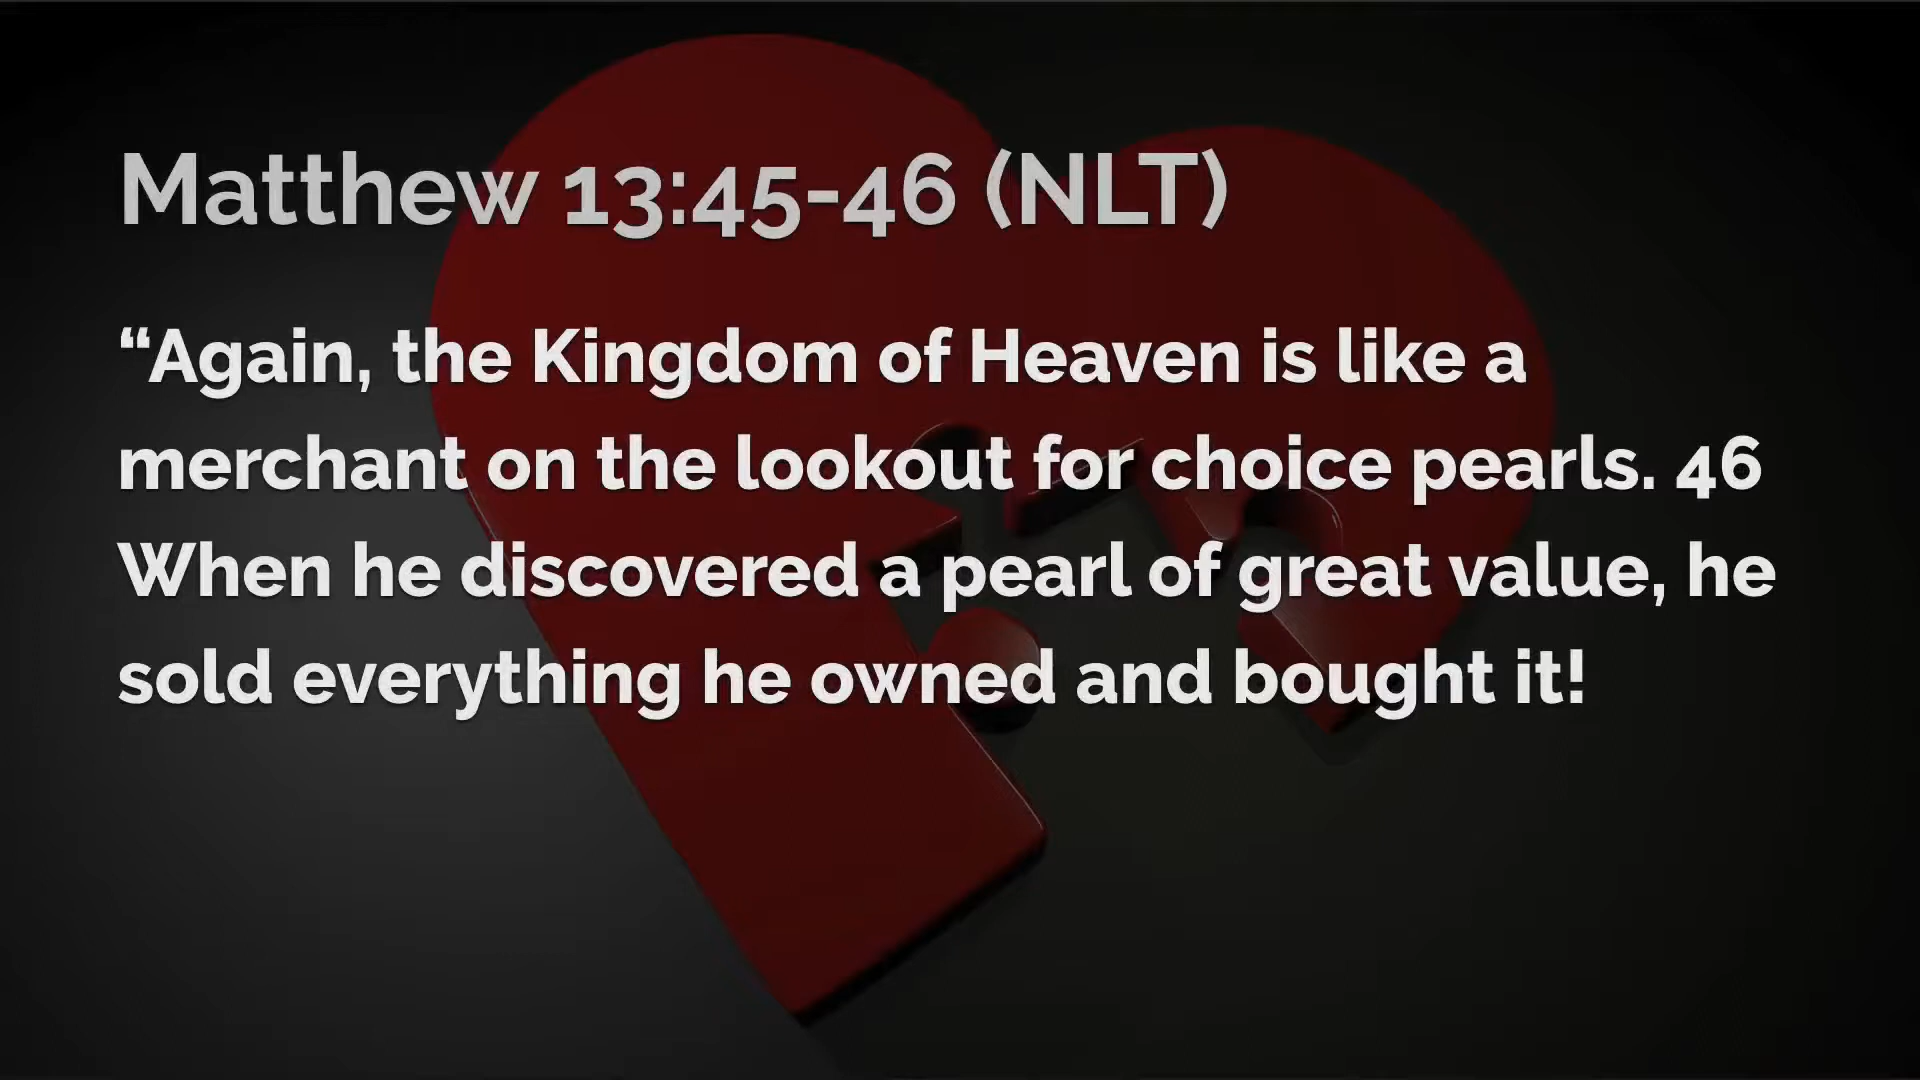 Matthew 13:45-46 (NLT)
“Again, the Kingdom of Heaven is like a
merchant on the lookout for choice pearls. 46
When he discovered a pearl of great value, he
sold everything he owned and bought it!